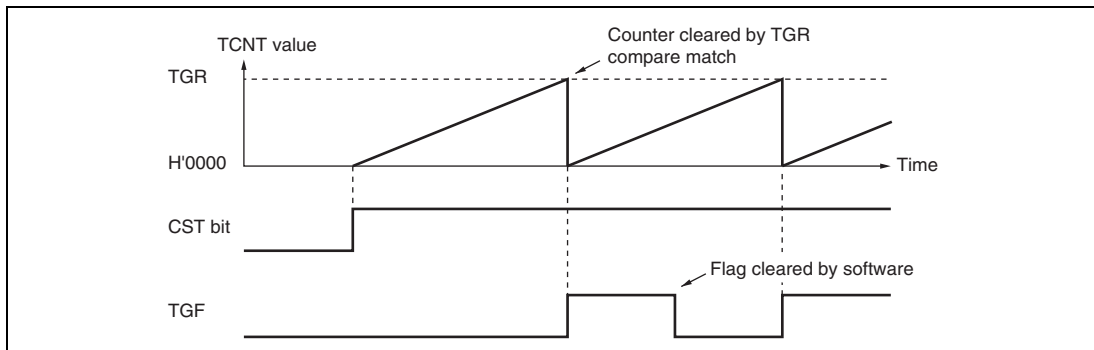 Counter cleared by TGR
compare match
TCNT value
TGR
H'0000
Time
CST bit
Flag cleared by software
TGF